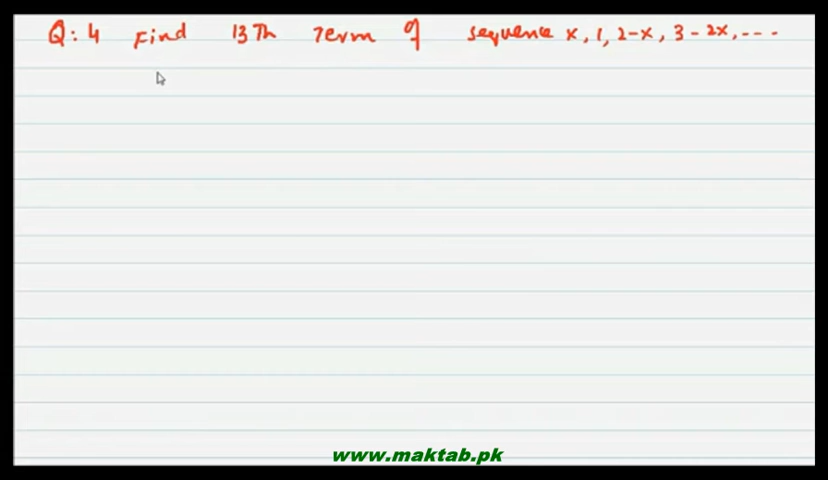 Q: 4 Find 13Th Term of sequence x, 1, 2-x, 3-2x, ---
www.maktab.pk